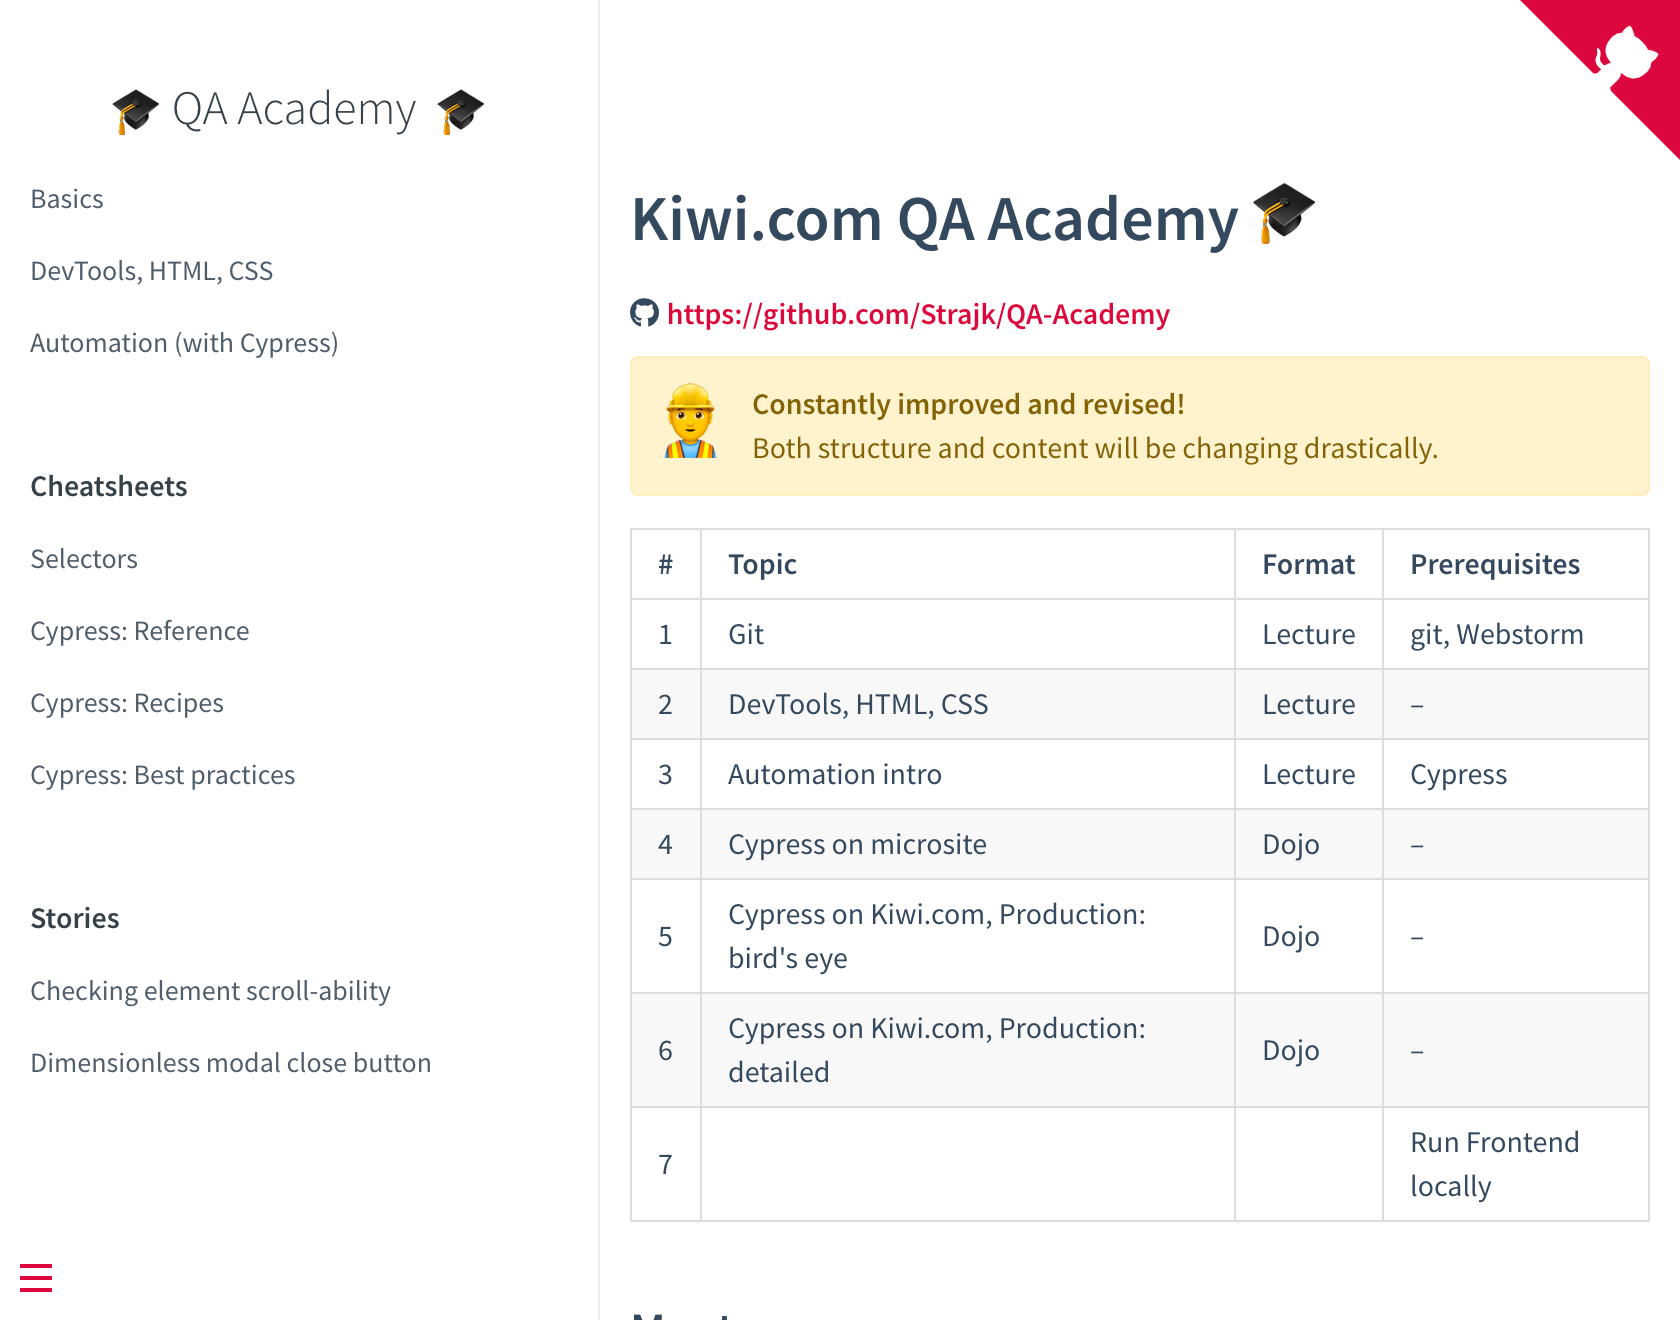 QA Academy
Basics
DevTools, HTML, CSS
Automation (with Cypress)
Cheatsheets
Selectors
Cypress: Reference
Cypress: Recipes
Cypress: Best practices
Stories
Checking element scroll-ability
Dimensionless modal close button
Kiwi.com QA Academy
https://github.com/Strajk/QA-Academy
Constantly improved and revised!
Both structure and content will be changing drastically.
# Topic Format Prerequisites
1 Git Lecture git, Webstorm
2 DevTools, HTML, CSS Lecture –
3 Automation intro Lecture Cypress
4 Cypress on microsite Dojo –
5 Cypress on Kiwi.com, Production:
bird's eye Dojo –
6 Cypress on Kiwi.com, Production:
detailed Dojo –
7 Run Frontend
locally